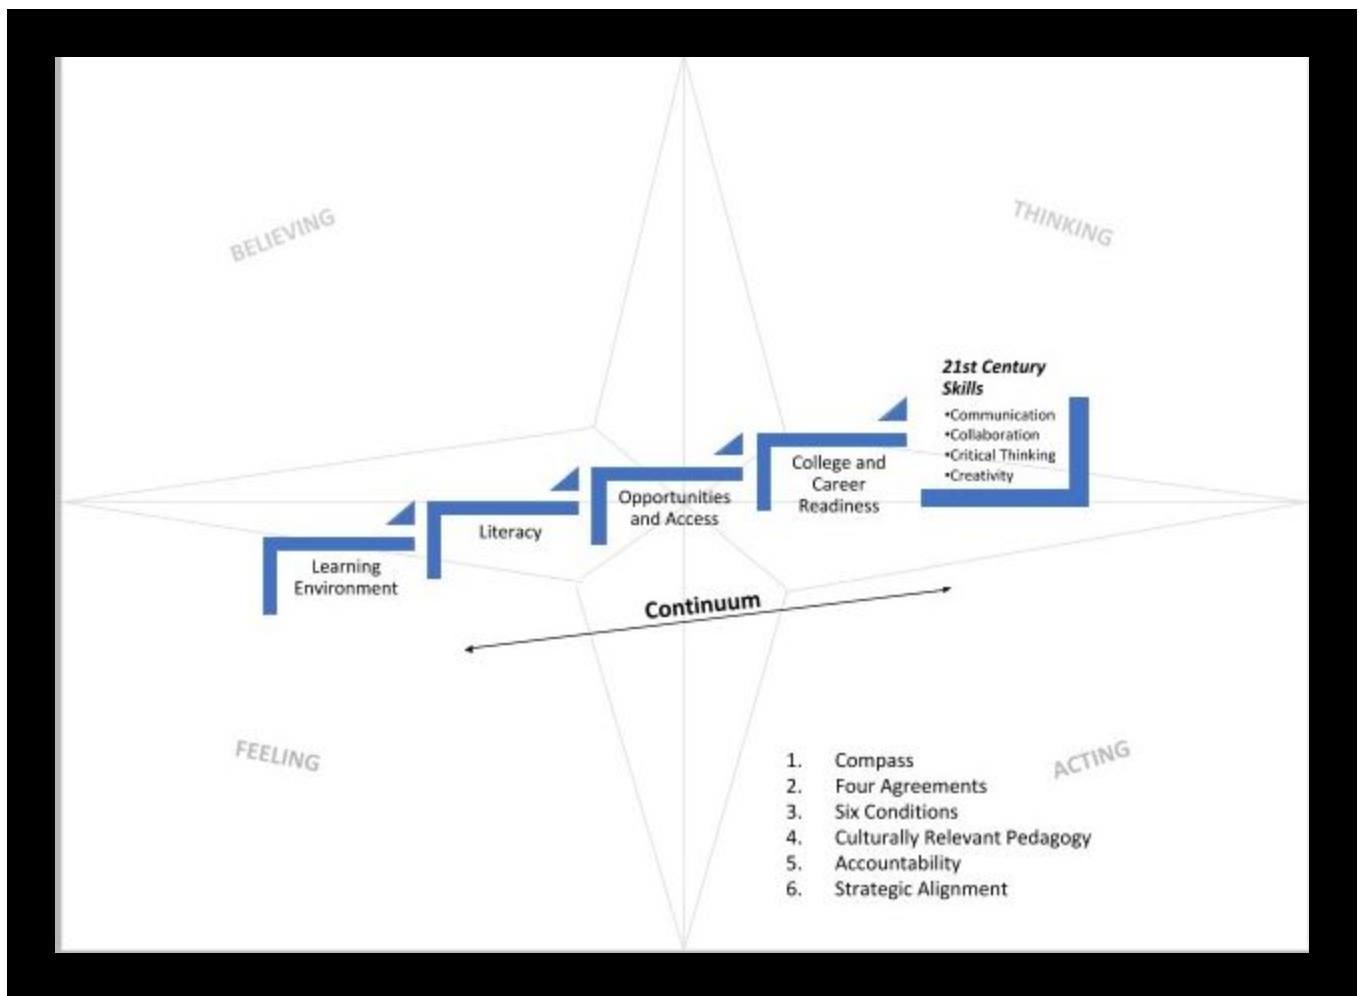 BELIEVING
THINKING
21st Century
Skills
•Communication
•Collaboration
•Critical Thinking
•Creativity
College and
Career
Readiness
Opportunities
and Access
Literacy
Learning
Environment
Continuum
FEELING
ACTING
1. Compass
2. Four Agreements
3. Six Conditions
4. Culturally Relevant Pedagogy
5. Accountability
6. Strategic Alignment